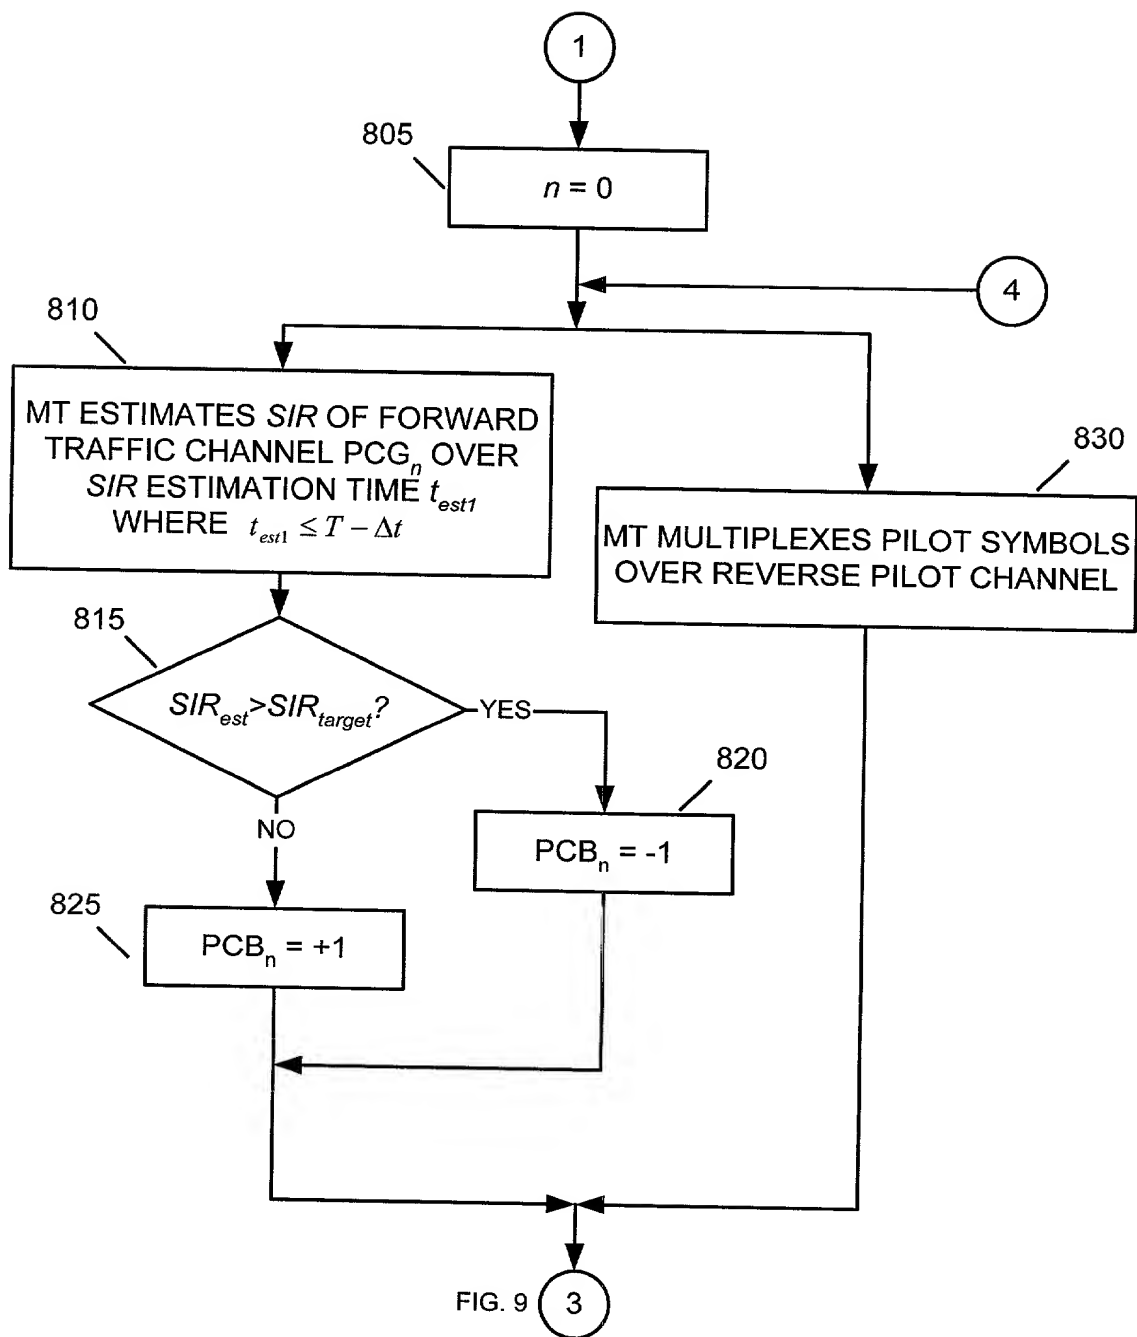 1
805
n = 0
4
810
MT ESTIMATES SIR OF FORWARD
TRAFFIC CHANNEL PCGn OVER
SIR ESTIMATION TIME test1
WHERE test1 ≤ T − Δt
830
MT MULTIPLEXES PILOT SYMBOLS
OVER REVERSE PILOT CHANNEL
815
SIRest>SIRtarget?
YES
820
PCBn = -1
NO
825
PCBn = +1
FIG. 9
3